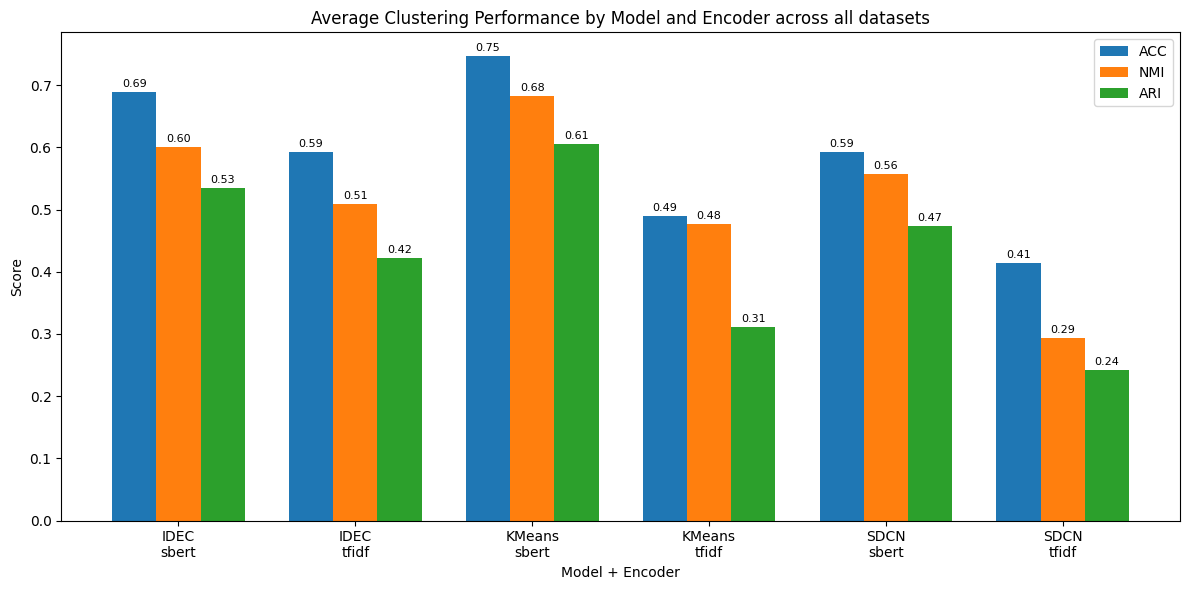 Average Clustering Performance by Model and Encoder across all datasets
ACC
NMI
ARI
Score
0.7
0.6
0.5
0.4
0.3
0.2
0.1
0.0
0.69
0.60
0.53
0.59
0.51
0.42
0.75
0.68
0.61
0.49
0.48
0.31
0.59
0.56
0.47
0.41
0.29
0.24
IDEC
sbert
IDEC
tfidf
KMeans
sbert
KMeans
tfidf
SDCN
sbert
SDCN
tfidf
Model + Encoder